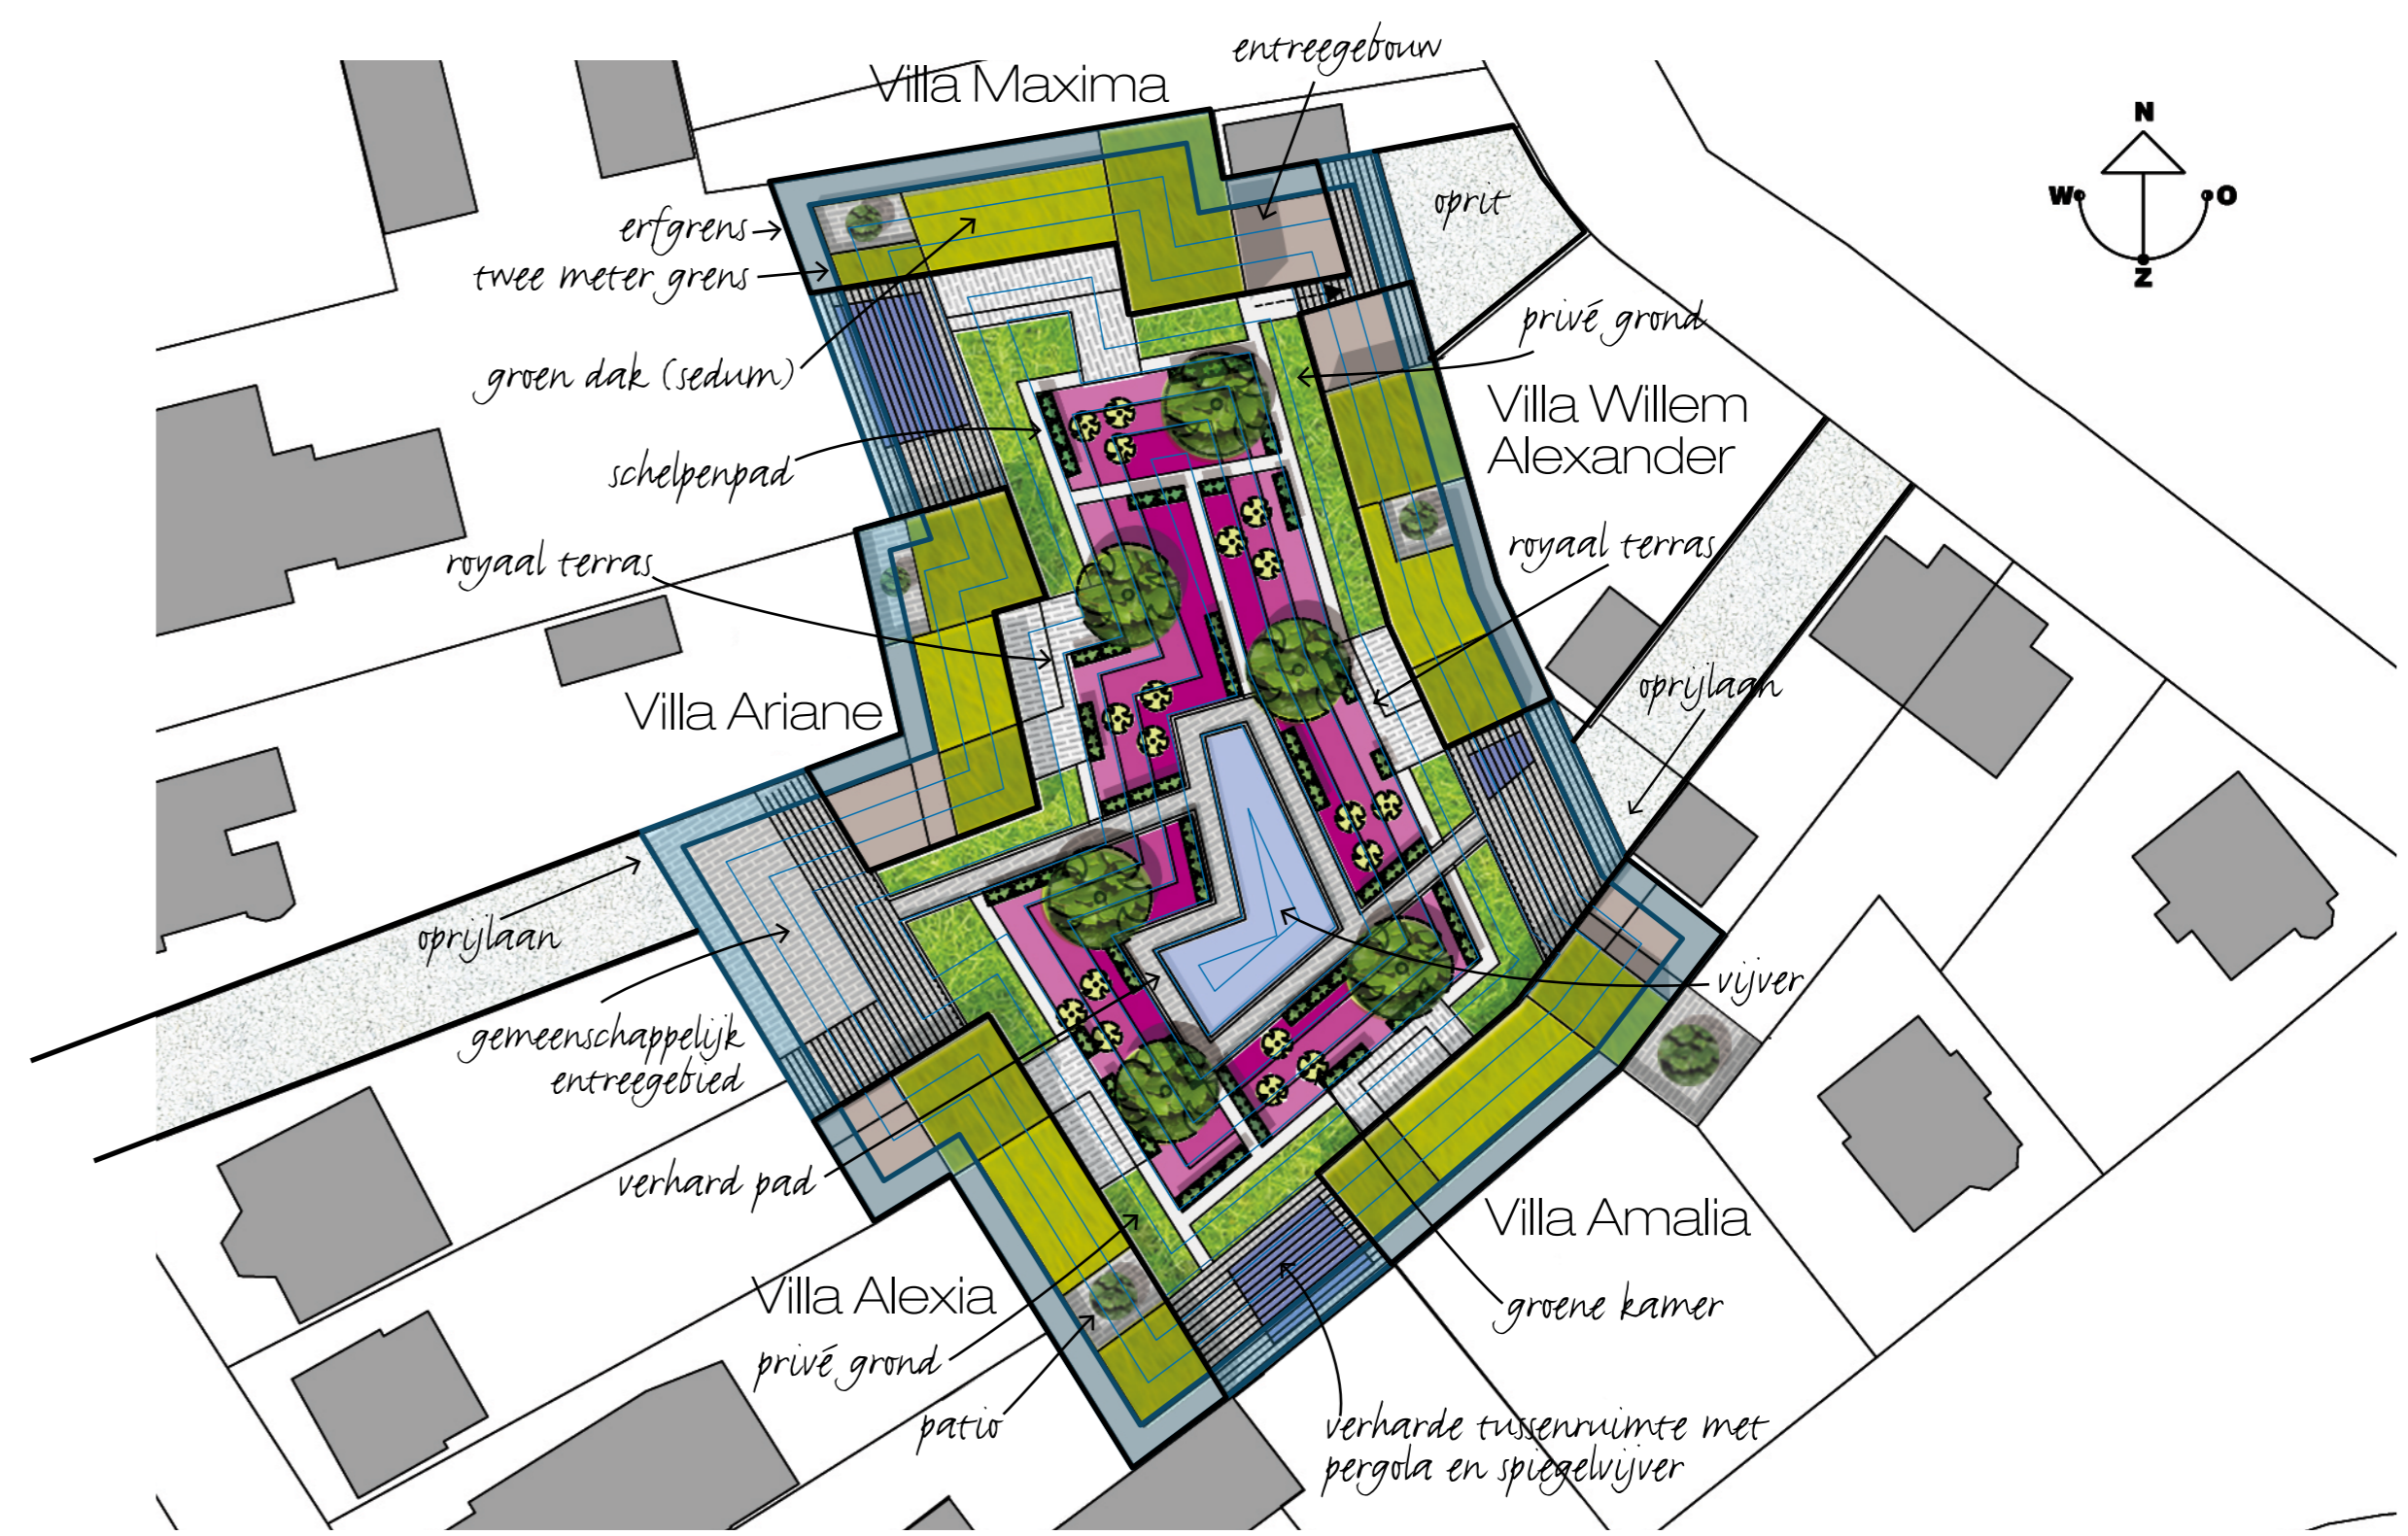 entreegebouw
Villa Maxima
N
W
O
Z
oprit
erfgrens
twee meter grens
privé grond
groen dak (sedum)
Villa Willem
Alexander
schelpenpad
royaal terras
royaal terras
oprijlaan
Villa Ariane
oprijlaan
vijver
gemeenschappelijk
entreegebied
verhard pad
Villa Amalia
Villa Alexia
groene kamer
privé grond
patio
verharde tussenruimte met
pergola en spiegelvijver